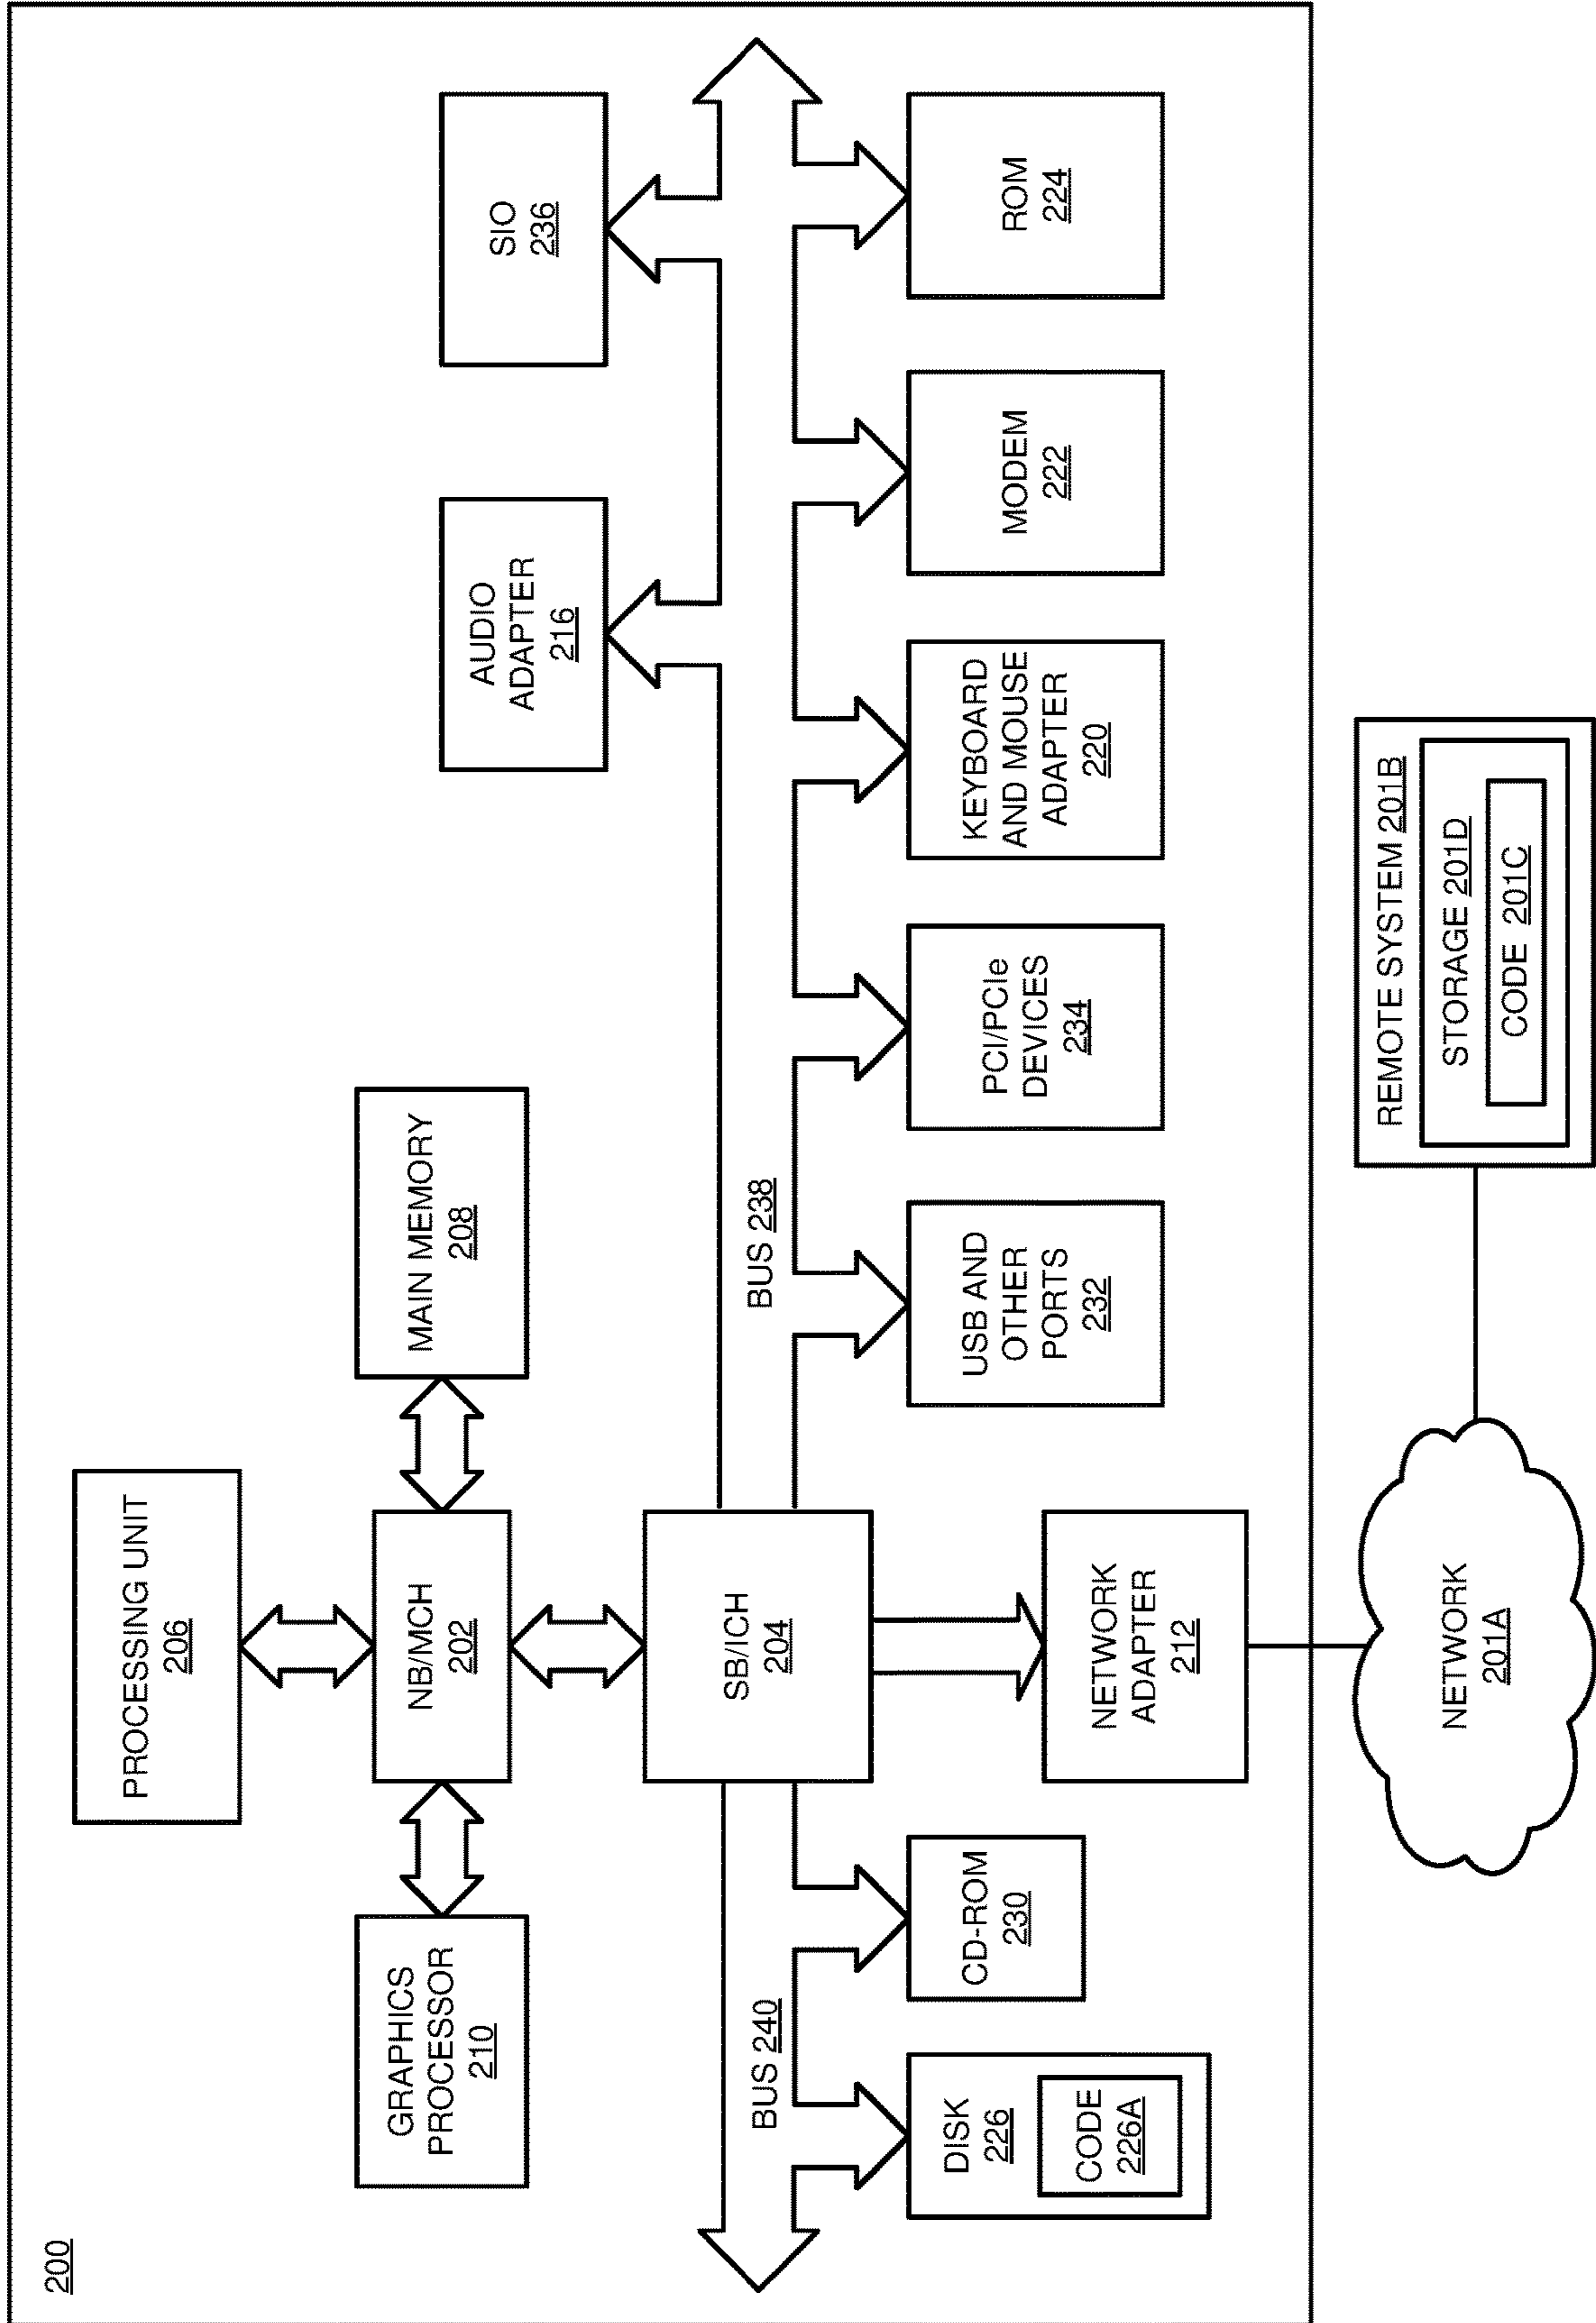 200
PROCESSING UNIT
206
GRAPHICS
PROCESSOR
210
NB/MCH
202
MAIN MEMORY
208
AUDIO
ADAPTER
216
SIO
236
SB/ICH
204
BUS 240
BUS 238
DISK
226
CODE
226A
CD-ROM
230
NETWORK
ADAPTER
212
USB AND
OTHER
PORTS
232
PCI/PCIe
DEVICES
234
KEYBOARD
AND MOUSE
ADAPTER
220
MODEM
222
ROM
224
NETWORK
201A
REMOTE SYSTEM 201B
STORAGE 201D
CODE 201C